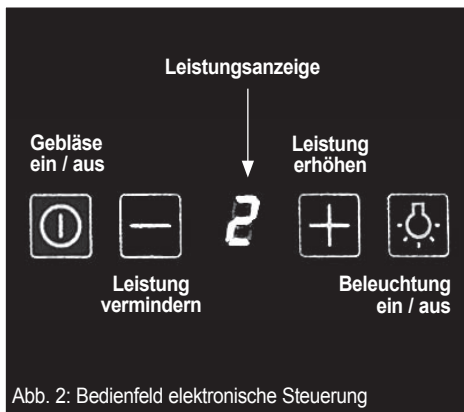 Leistungsanzeige
Gebläse
ein / aus
Leistung
erhöhen
2
Leistung
vermindern
Beleuchtung
ein / aus
Abb. 2: Bedienfeld elektronische Steuerung